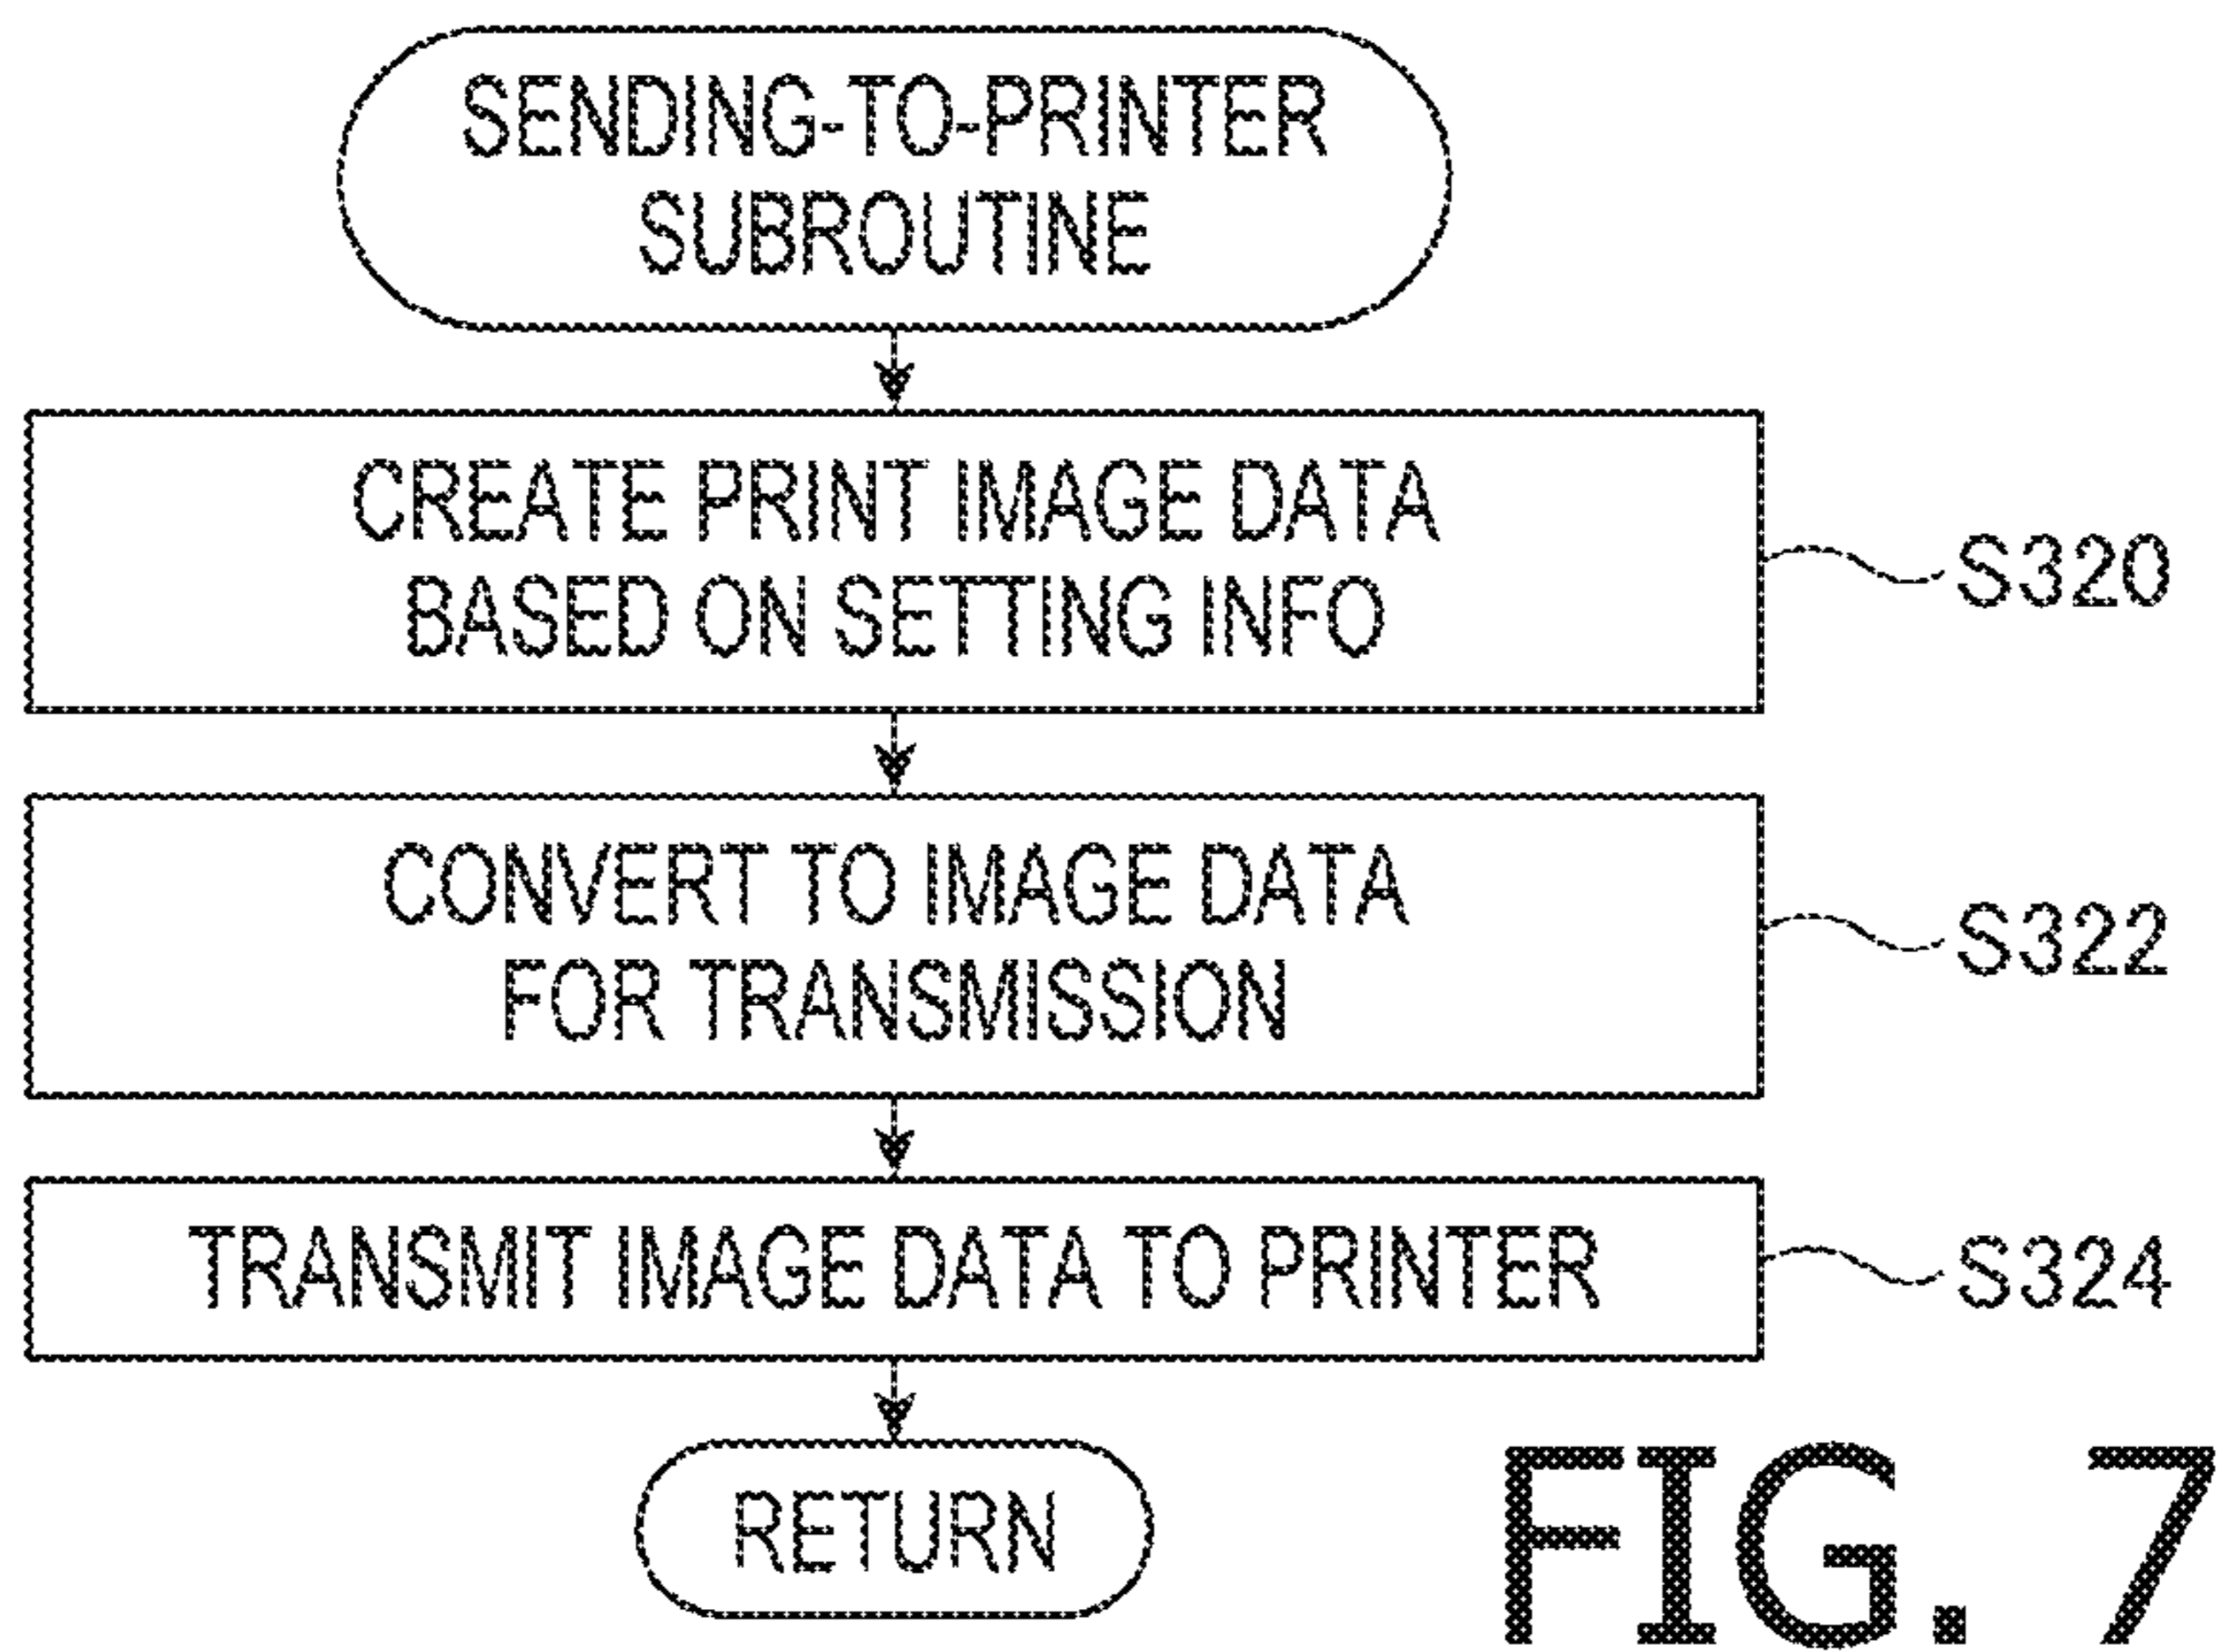 SENDING-TO-PRINTER
SUBROUTINE
CREATE PRINT IMAGE DATA
BASED ON SETTING INFO
S320
CONVERT TO IMAGE DATA
FOR TRANSMISSION
S322
TRANSMIT IMAGE DATA TO PRINTER
S324
RETURN
FIG. 7